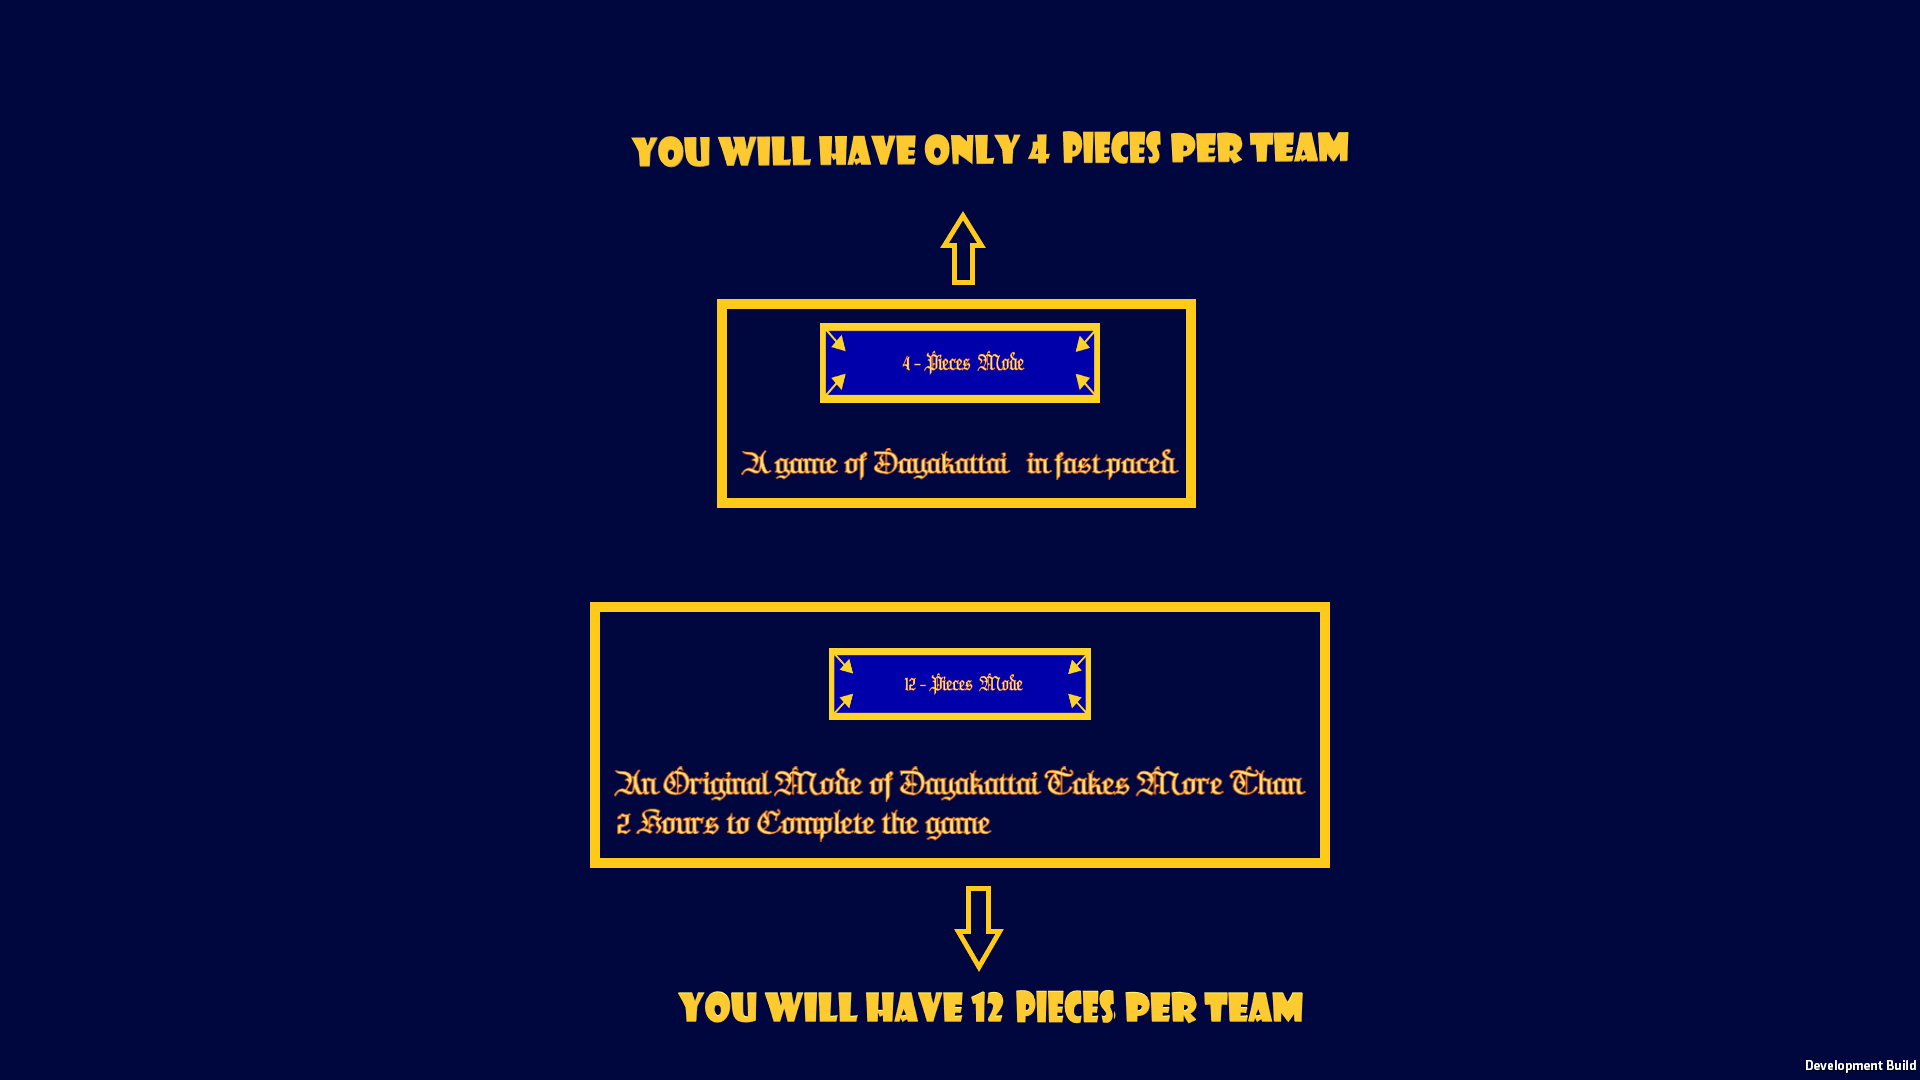 YOU WILL HAVE ONLY 4 PIECES PER TEAM
4 - Pieces Mode
A game of Dayakattai in fast paced
12 - Pieces Mode
An Original Mode of Dayakattai Takes More Than
2 Hours to Complete the game
YOU WILL HAVE 12 PIECES PER TEAM
Development Build